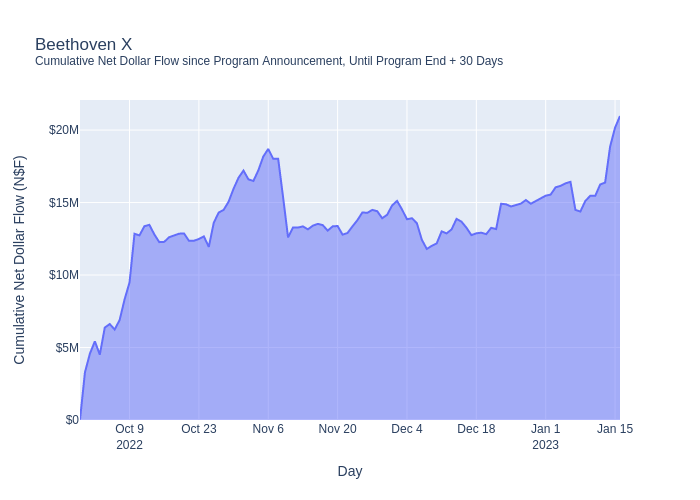 Beethoven X
Cumulative Net Dollar Flow since Program Announcement, Until Program End + 30 Days
Cumulative Net Dollar Flow (N$F)
$20M
$15M
$10M
$5M
$0
Oct 9
2022
Oct 23
Nov 6
Nov 20
Dec 4
Dec 18
Jan 1
2023
Jan 15
Day